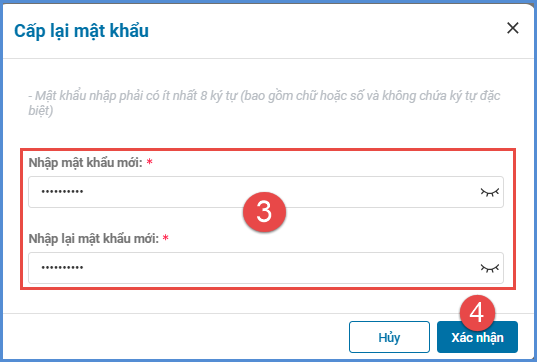 Cấp lại mật khẩu
- Mật khẩu nhập phải có ít nhất 8 ký tự (bao gồm chữ hoặc số và không chứa ký tự đặc
biệt)
Nhập mật khẩu mới: *
••••••••••
3
Nhập lại mật khẩu mới: *
••••••••••
4
Hủy
Xác nhận